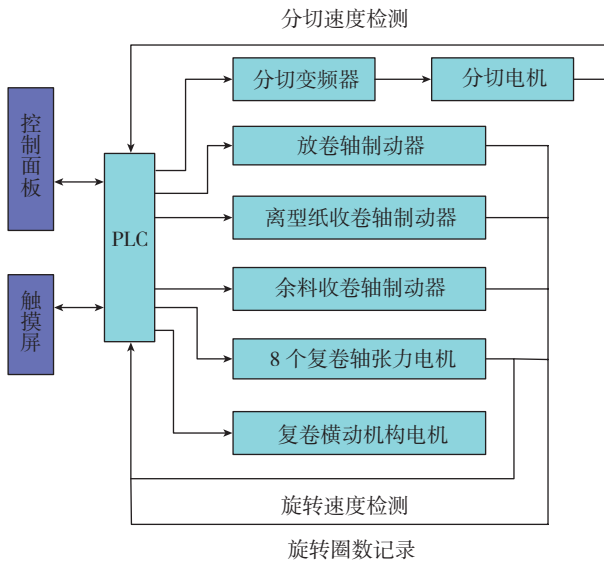 分切速度检测
分切变频器
分切电机
控制面板
放卷轴制动器
PLC
离型纸收卷轴制动器
余料收卷轴制动器
触摸屏
8个复卷轴张力电机
复卷横动机构电机
旋转速度检测
旋转圈数记录